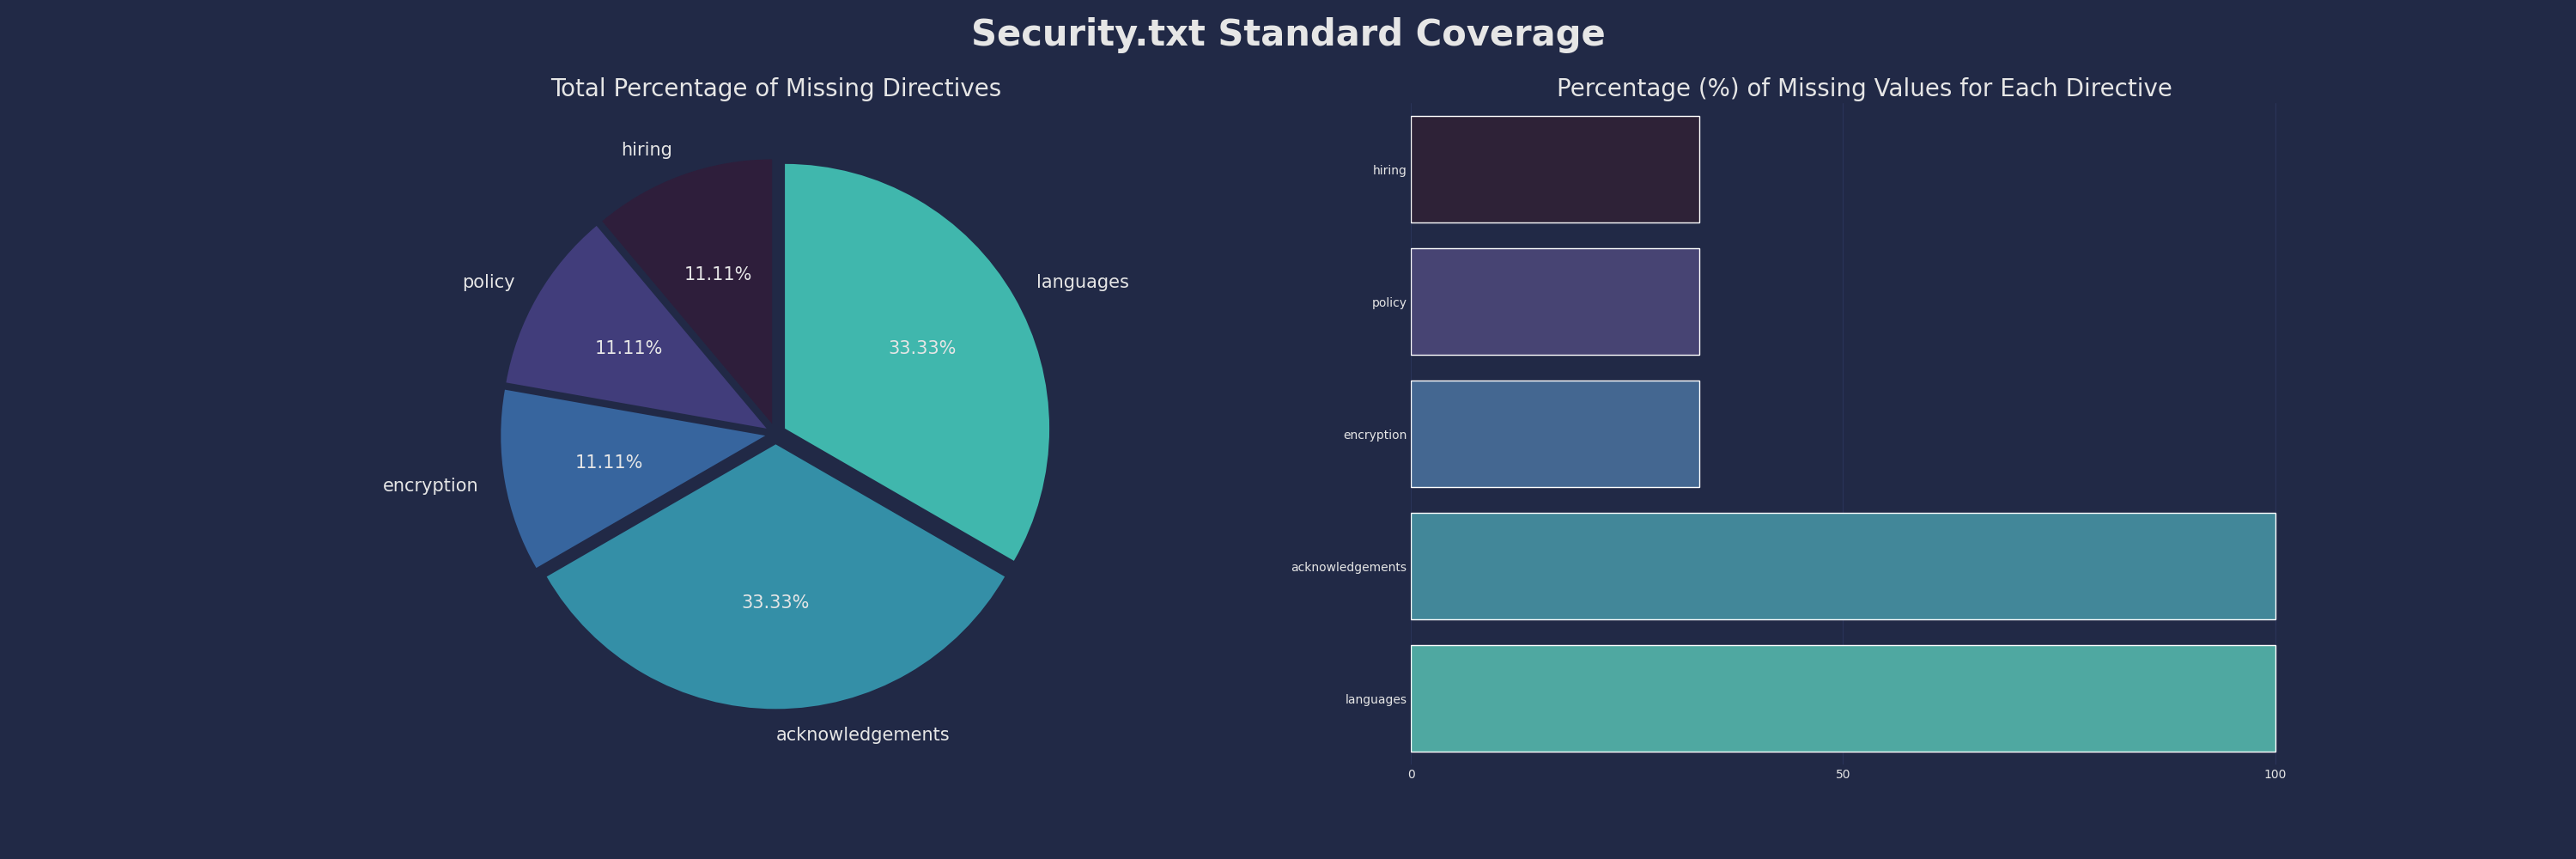 Security.txt Standard Coverage
Total Percentage of Missing Directives
hiring
11.11%
policy
11.11%
encryption
11.11%
acknowledgements
33.33%
languages
33.33%
Percentage (%) of Missing Values for Each Directive
hiring
policy
encryption
acknowledgements
languages
0 50 100